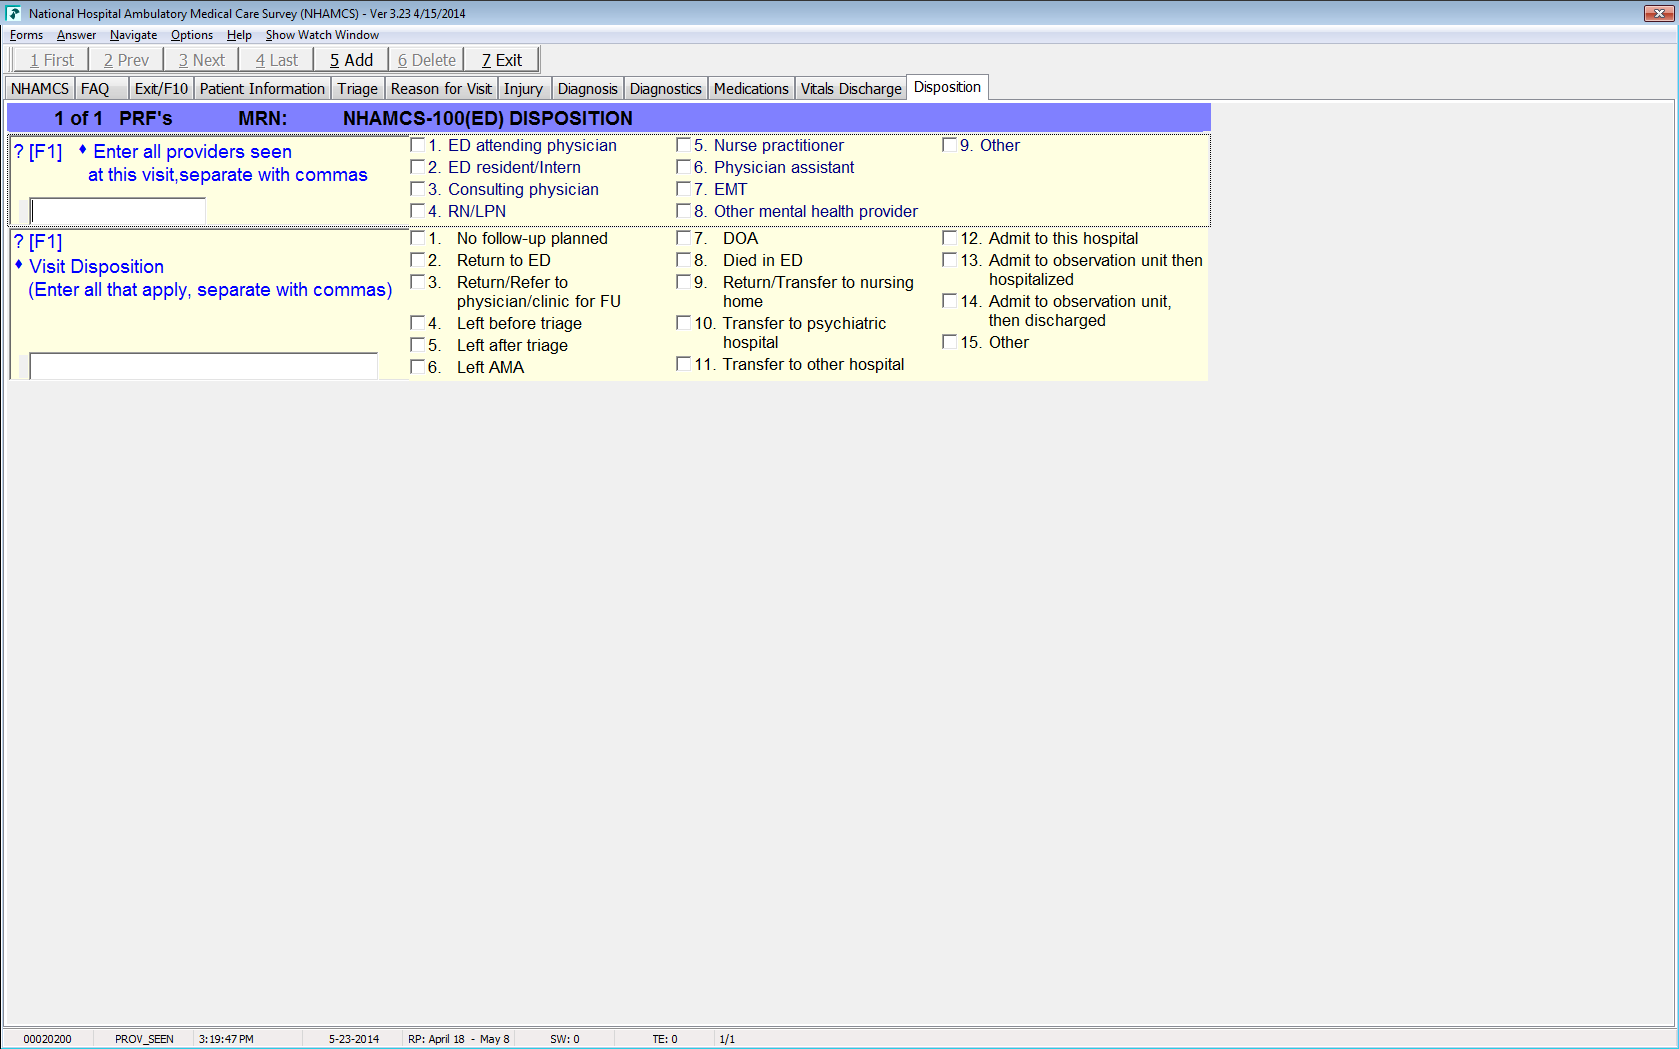 National Hospital Ambulatory Medical Care Survey (NHAMCS) - Ver 3.23 4/15/2014
Forms Answer Navigate Options Help Show Watch Window
1 First 2 Prev 3 Next 4 Last 5 Add 6 Delete 7 Exit
NHAMCS FAQ Exit/F10 Patient Information Triage Reason for Visit Injury Diagnosis Diagnostics Medications Vitals Discharge Disposition
1 of 1 PRF's MRN: NHAMCS-100(ED) DISPOSITION
? [F1] ♦ Enter all providers seen
at this visit,separate with commas
1. ED attending physician
2. ED resident/Intern
3. Consulting physician
4. RN/LPN
5. Nurse practitioner
6. Physician assistant
7. EMT
8. Other mental health provider
9. Other
? [F1]
♦ Visit Disposition
(Enter all that apply, separate with commas)
1. No follow-up planned
2. Return to ED
3. Return/Refer to
physician/clinic for FU
4. Left before triage
5. Left after triage
6. Left AMA
7. DOA
8. Died in ED
9. Return/Transfer to nursing
home
10. Transfer to psychiatric
hospital
11. Transfer to other hospital
12. Admit to this hospital
13. Admit to observation unit then
hospitalized
14. Admit to observation unit,
then discharged
15. Other
00020200 PROV_SEEN 3:19:47 PM 5-23-2014 RP: April 18 - May 8 SW: 0 TE: 0 1/1